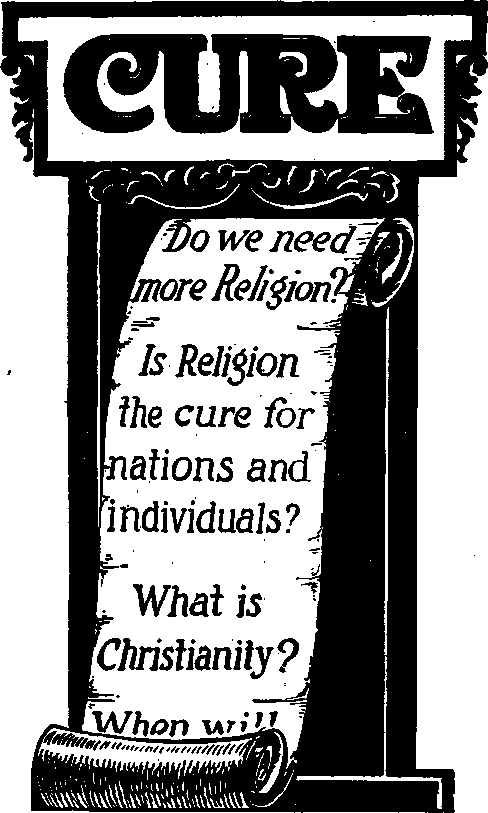 CURE
Do we need
more Religion?
Is Religion
the cure for
nations and
individuals?
What is
Christianity?
When will